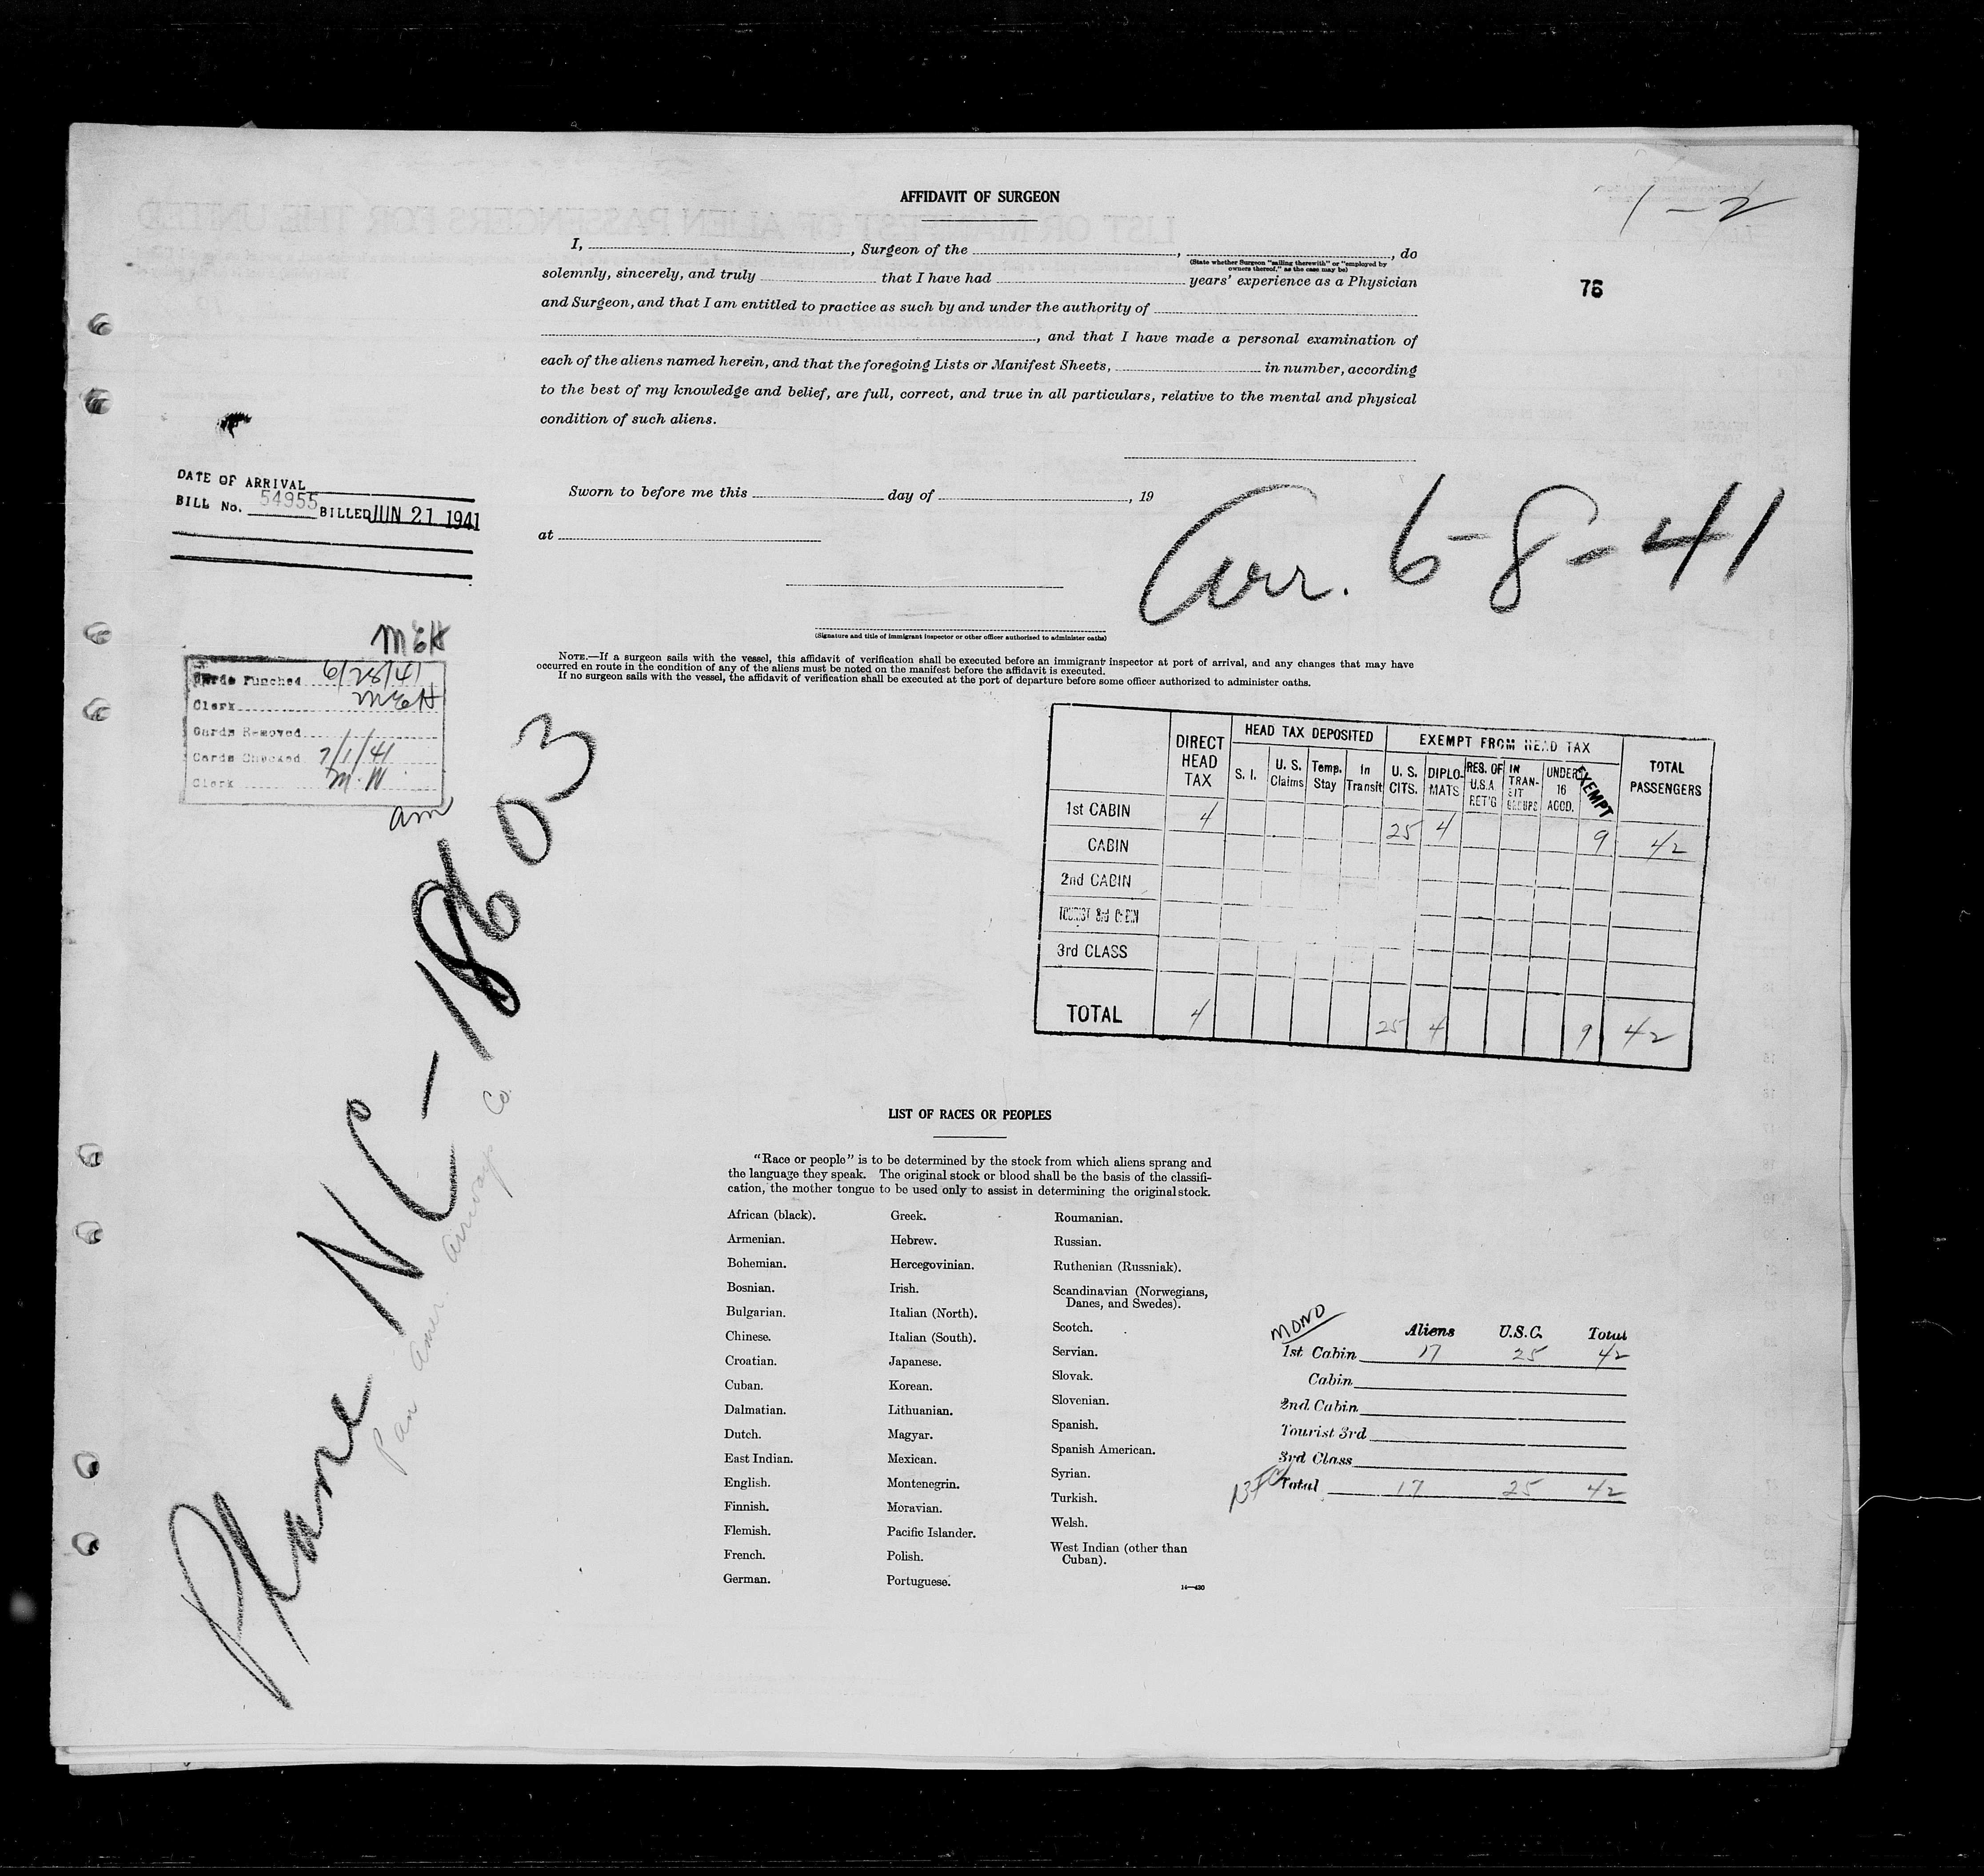 AFFIDAVIT OF SURGEON
1-2
I, , Surgeon of the , , do
(State whether Surgeon "sailing therewith" or "employed by
owners thereof," as the case may be)
solemnly, sincerely, and truly that I have had years' experience as a Physician
76
and Surgeon, and that I am entitled to practice as such by and under the authority of
, and that I have made a personal examination of
each of the aliens named herein, and that the foregoing Lists or Manifest Sheets, in number, according
to the best of my knowledge and belief, are full, correct, and true in all particulars, relative to the mental and physical
condition of such aliens.
DATE OF ARRIVAL
BILL No. 54955 BILLED JUN 21 1941
Sworn to before me this day of , 19
at
Arr. 6-8-41
(Signature and title of immigrant inspector or other officer authorized to administer oaths)
NOTE.—If a surgeon sails with the vessel, this affidavit of verification shall be executed before an immigrant inspector at port of arrival, and any changes that may have
occurred en route in the condition of any of the aliens must be noted on the manifest before the affidavit is executed.
If no surgeon sails with the vessel, the affidavit of verification shall be executed at the port of departure before some officer authorized to administer oaths.
MEH
Cards Punched 6/28/41
Clerk MEH
Cards Removed
Cards Checked 7/1/41
Clerk M.W.
am
Plane NC-18603
Pan Amer. Airways Co.
DIRECT HEAD TAX
HEAD TAX DEPOSITED
EXEMPT FROM HEAD TAX
TOTAL PASSENGERS
S. I. U. S. Claims Temp. Stay In Transit U. S. CITS. DIPLO-MATS RES. OF U.S.A RET'G IN TRAN-SIT GROUPS UNDER 16 ACCD. EXEMPT
1st CABIN 4 25 4 9 42
CABIN
2nd CABIN
TOURIST 3rd CABIN
3rd CLASS
TOTAL 4 25 4 9 42
LIST OF RACES OR PEOPLES
"Race or people" is to be determined by the stock from which aliens sprang and
the language they speak. The original stock or blood shall be the basis of the classifi-
cation, the mother tongue to be used only to assist in determining the original stock.
African (black).
Armenian.
Bohemian.
Bosnian.
Bulgarian.
Chinese.
Croatian.
Cuban.
Dalmatian.
Dutch.
East Indian.
English.
Finnish.
Flemish.
French.
German.
Greek.
Hebrew.
Hercegovinian.
Irish.
Italian (North).
Italian (South).
Japanese.
Korean.
Lithuanian.
Magyar.
Mexican.
Montenegrin.
Moravian.
Pacific Islander.
Polish.
Portuguese.
Roumanian.
Russian.
Ruthenian (Russniak).
Scandinavian (Norwegians,
Danes, and Swedes).
Scotch.
Servian.
Slovak.
Slovenian.
Spanish.
Spanish American.
Syrian.
Turkish.
Welsh.
West Indian (other than
Cuban).
14—430
MONO
Aliens U.S.C. Total
1st Cabin 17 25 42
Cabin
2nd Cabin
Tourist 3rd
3rd Class
Total 17 25 42